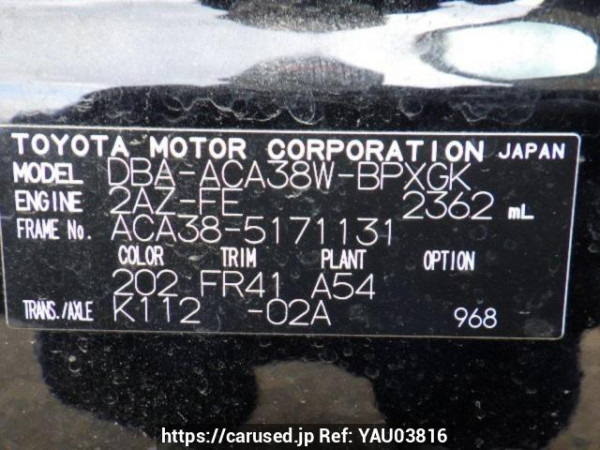 TOYOTA MOTOR CORPORATION JAPAN
MODEL DBA-ACA38W-BPXGK
ENGINE 2AZ-FE 2362 mL
FRAME No. ACA38-5171131
COLOR TRIM PLANT OPTION
202 FR41 A54
TRANS./AXLE K112 -02A 968
https://carused.jp Ref: YAU03816